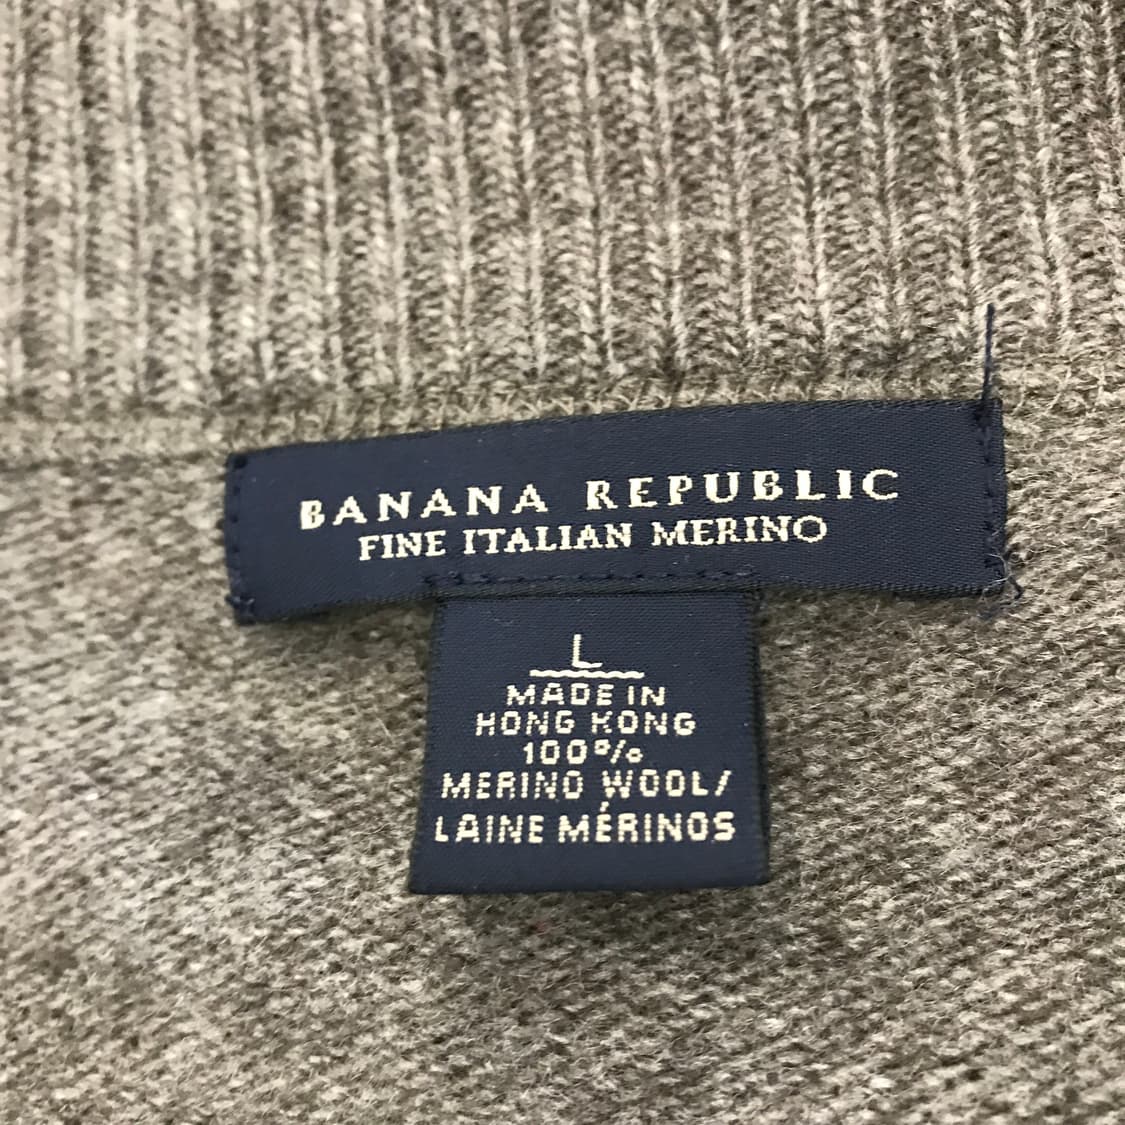 BANANA REPUBLIC
FINE ITALIAN MERINO
L
MADE IN
HONG KONG
100%
MERINO WOOL/
LAINE MÉRINOS